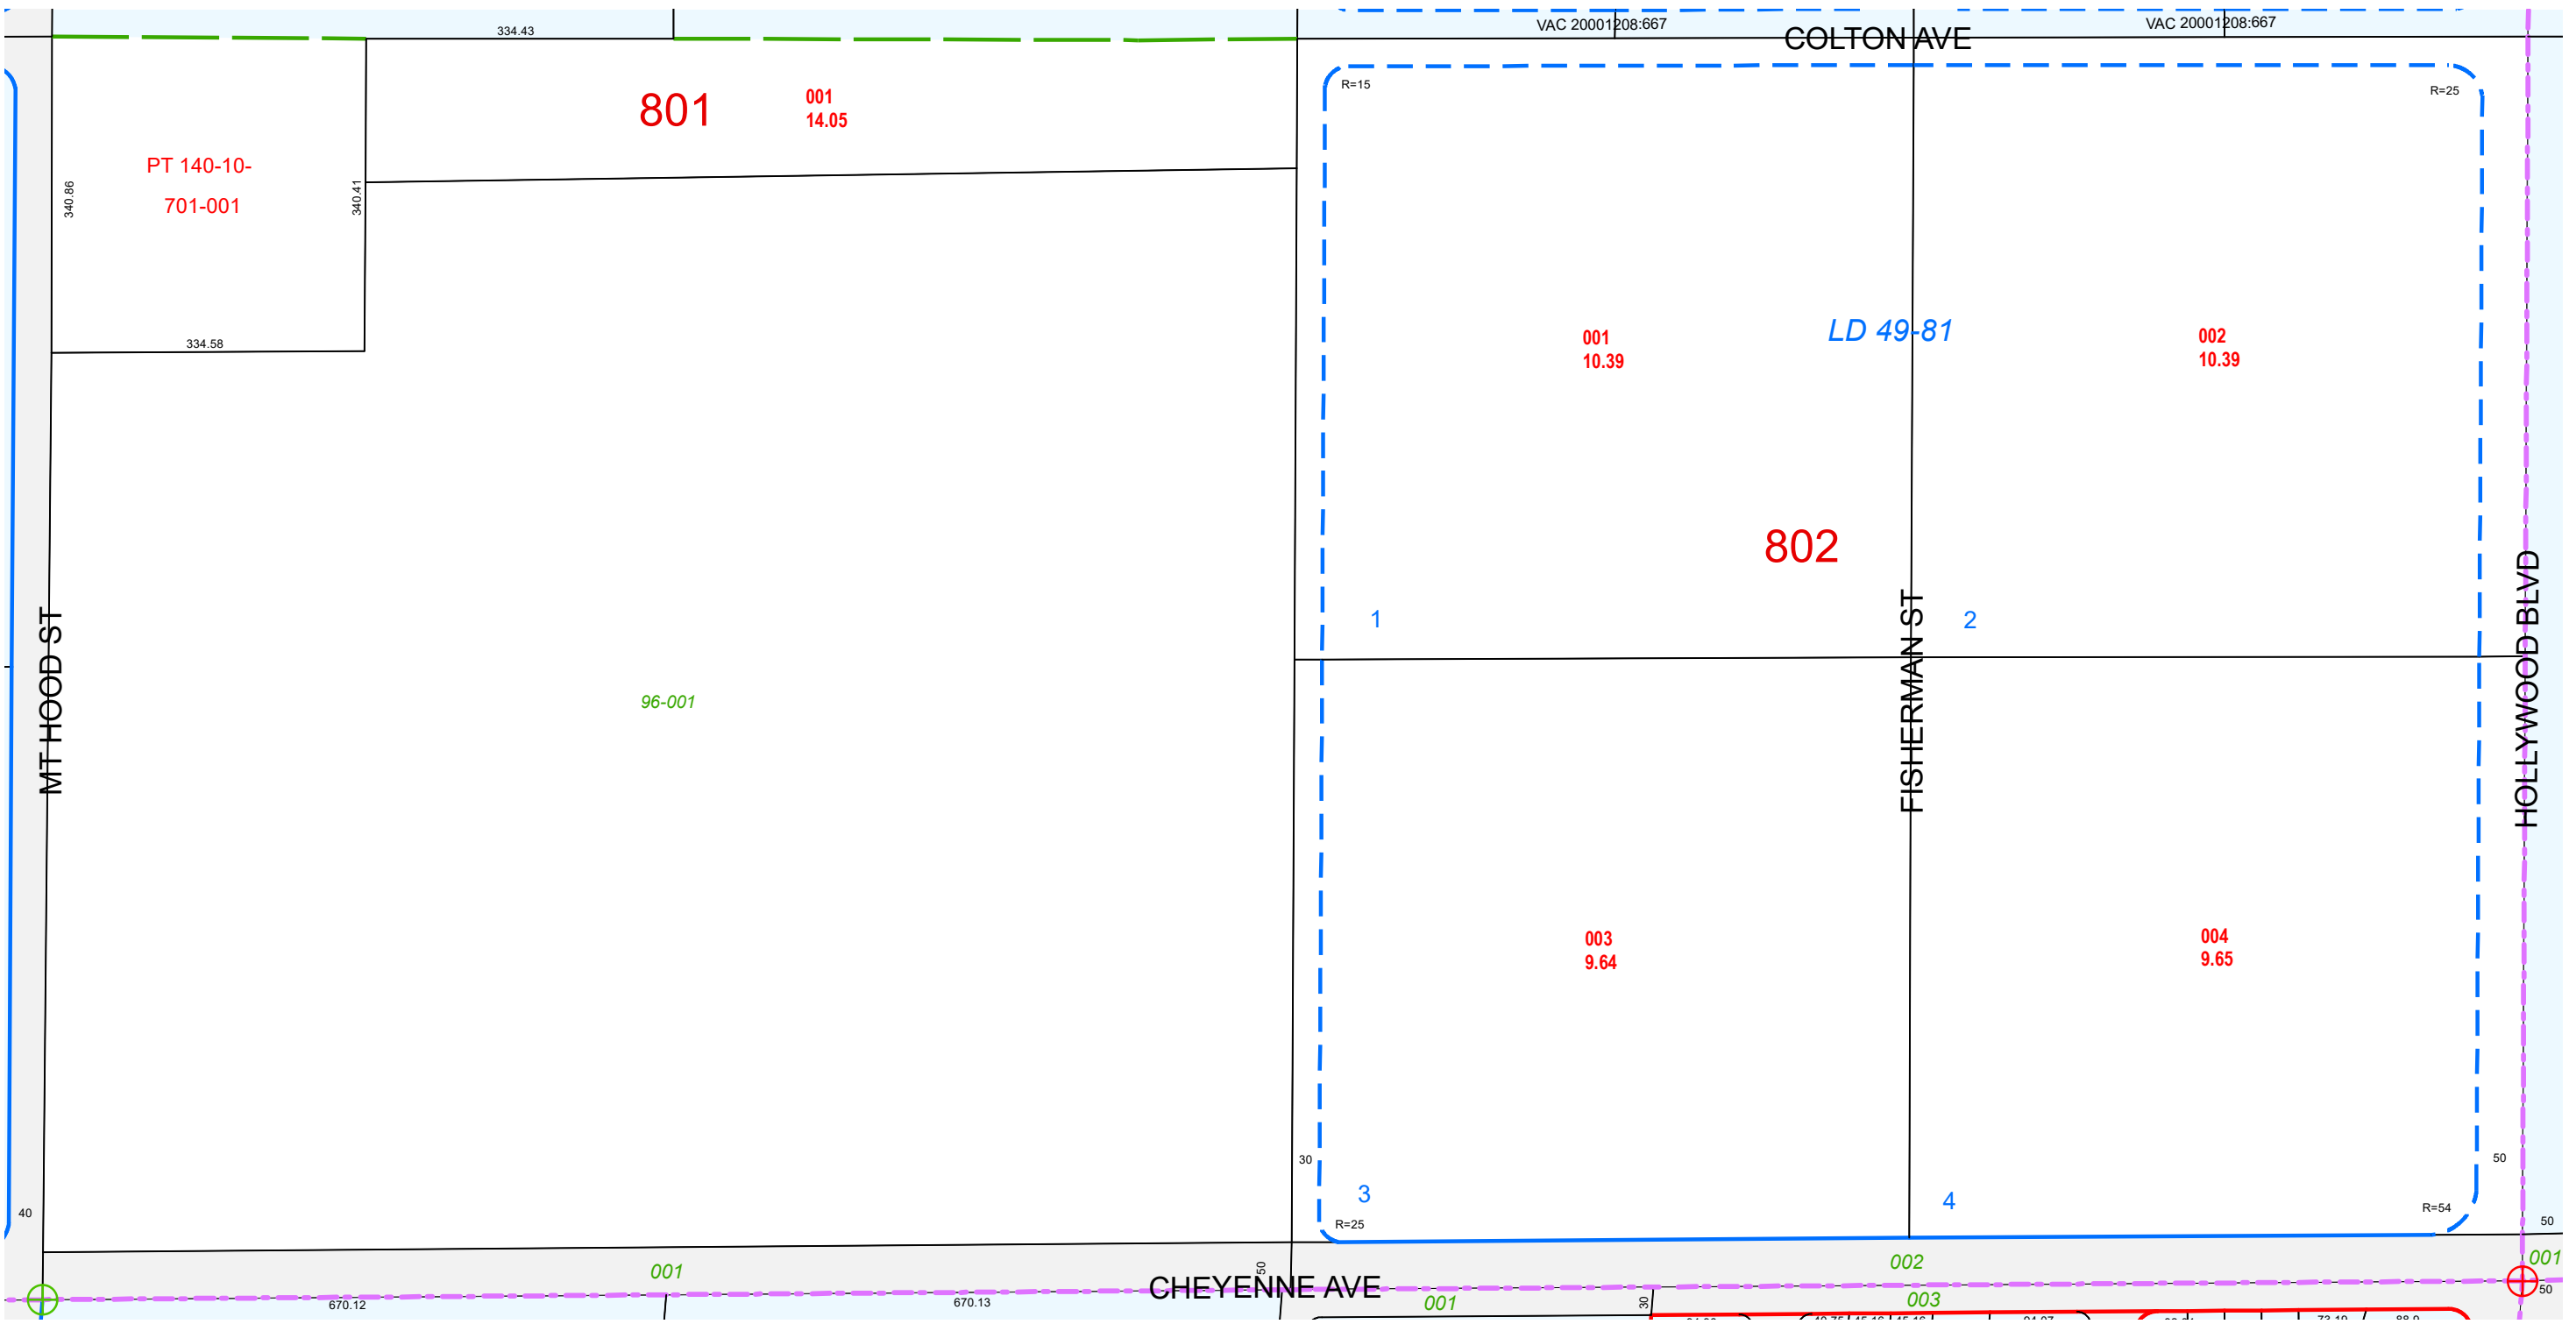 VAC 20001208:667
VAC 20001208:667
COLTON AVE
334.43
R=15
R=25
801
001
14.05
PT 140-10-
701-001
340.86
340.41
334.58
LD 49-81
001
10.39
002
10.39
802
1
2
MT HOOD ST
FISHERMAN ST
HOLLYWOOD BLVD
96-001
003
9.64
004
9.65
30
50
3
4
R=25
R=54
40
50
001
50
002
001
CHEYENNE AVE
670.12
670.13
001
30
003
50